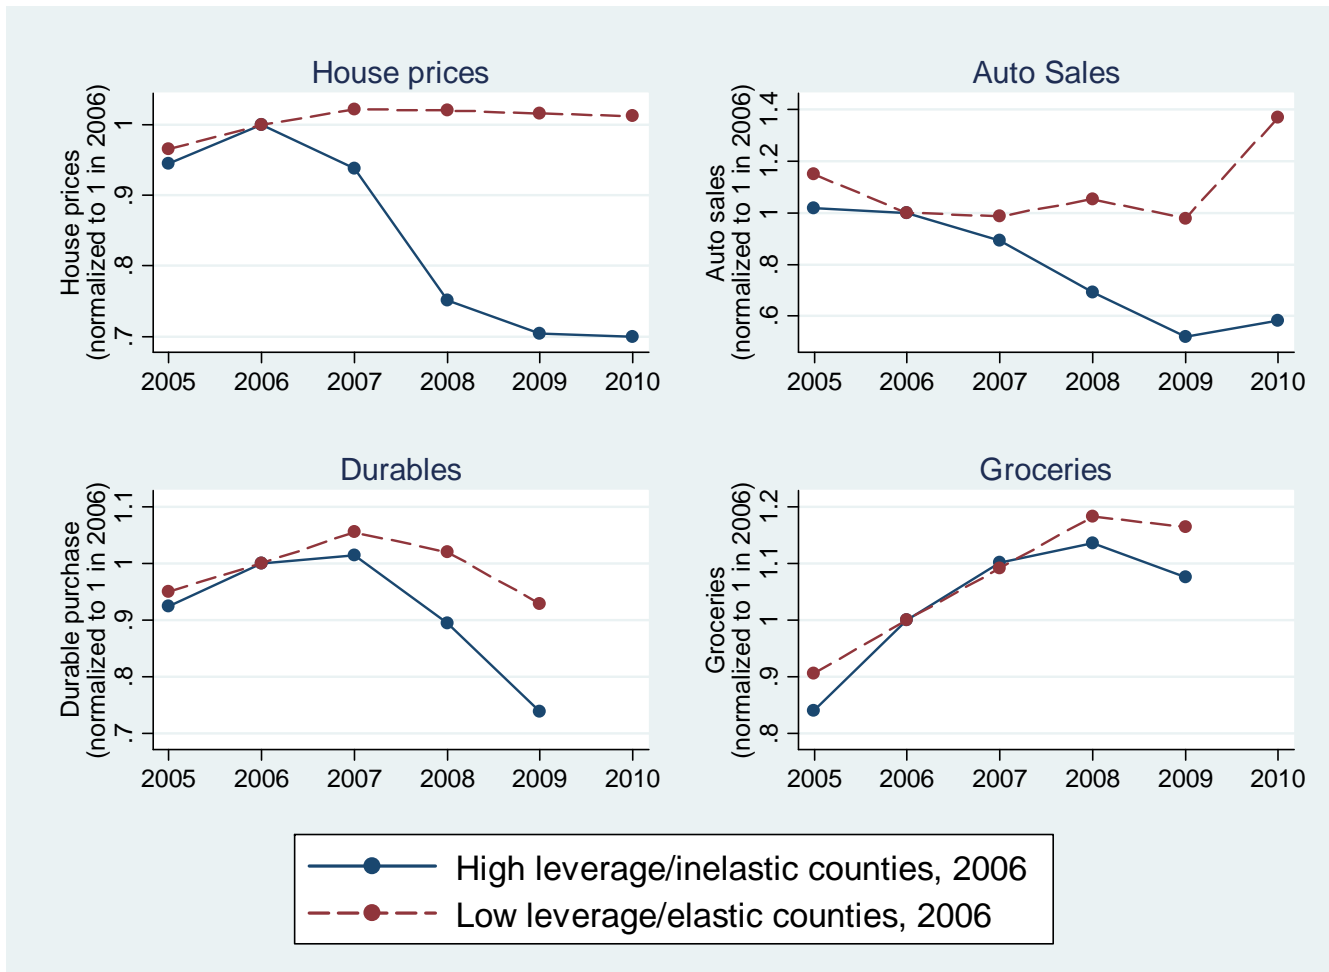 House prices
House prices
(normalized to 1 in 2006)
1
.9
.8
.7
2005 2006 2007 2008 2009 2010
Auto Sales
Auto sales
(normalized to 1 in 2006)
1.4
1.2
1
.8
.6
2005 2006 2007 2008 2009 2010
Durables
Durable purchase
(normalized to 1 in 2006)
1.1
1
.9
.8
.7
2005 2006 2007 2008 2009 2010
Groceries
Groceries
(normalized to 1 in 2006)
1.2
1.1
1
.9
.8
2005 2006 2007 2008 2009 2010
High leverage/inelastic counties, 2006
Low leverage/elastic counties, 2006